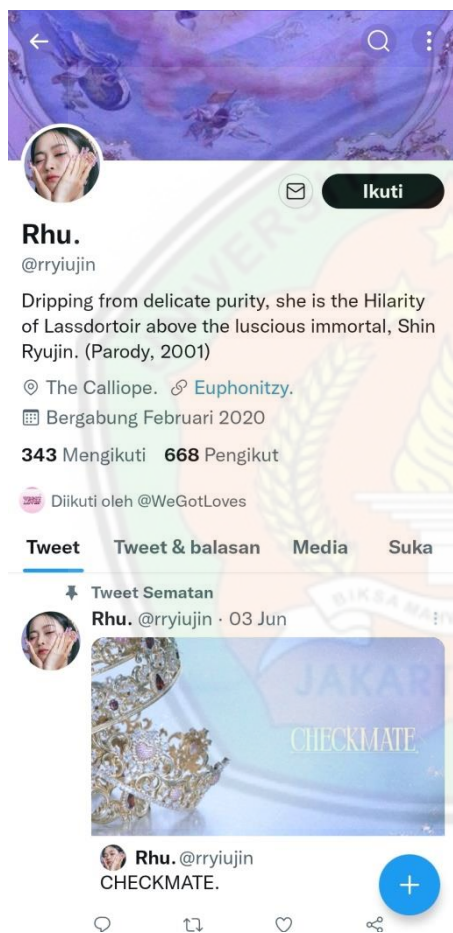 Ikuti
Rhu.
@rryiujin
Dripping from delicate purity, she is the Hilarity
of Lassdortoir above the luscious immortal, Shin
Ryujin. (Parody, 2001)
The Calliope. Euphonitzy.
Bergabung Februari 2020
343 Mengikuti 668 Pengikut
Diikuti oleh @WeGotLoves
Tweet Tweet & balasan Media Suka
Tweet Sematan
Rhu. @rryiujin · 03 Jun
CHECKMATE
Rhu. @rryiujin
CHECKMATE.